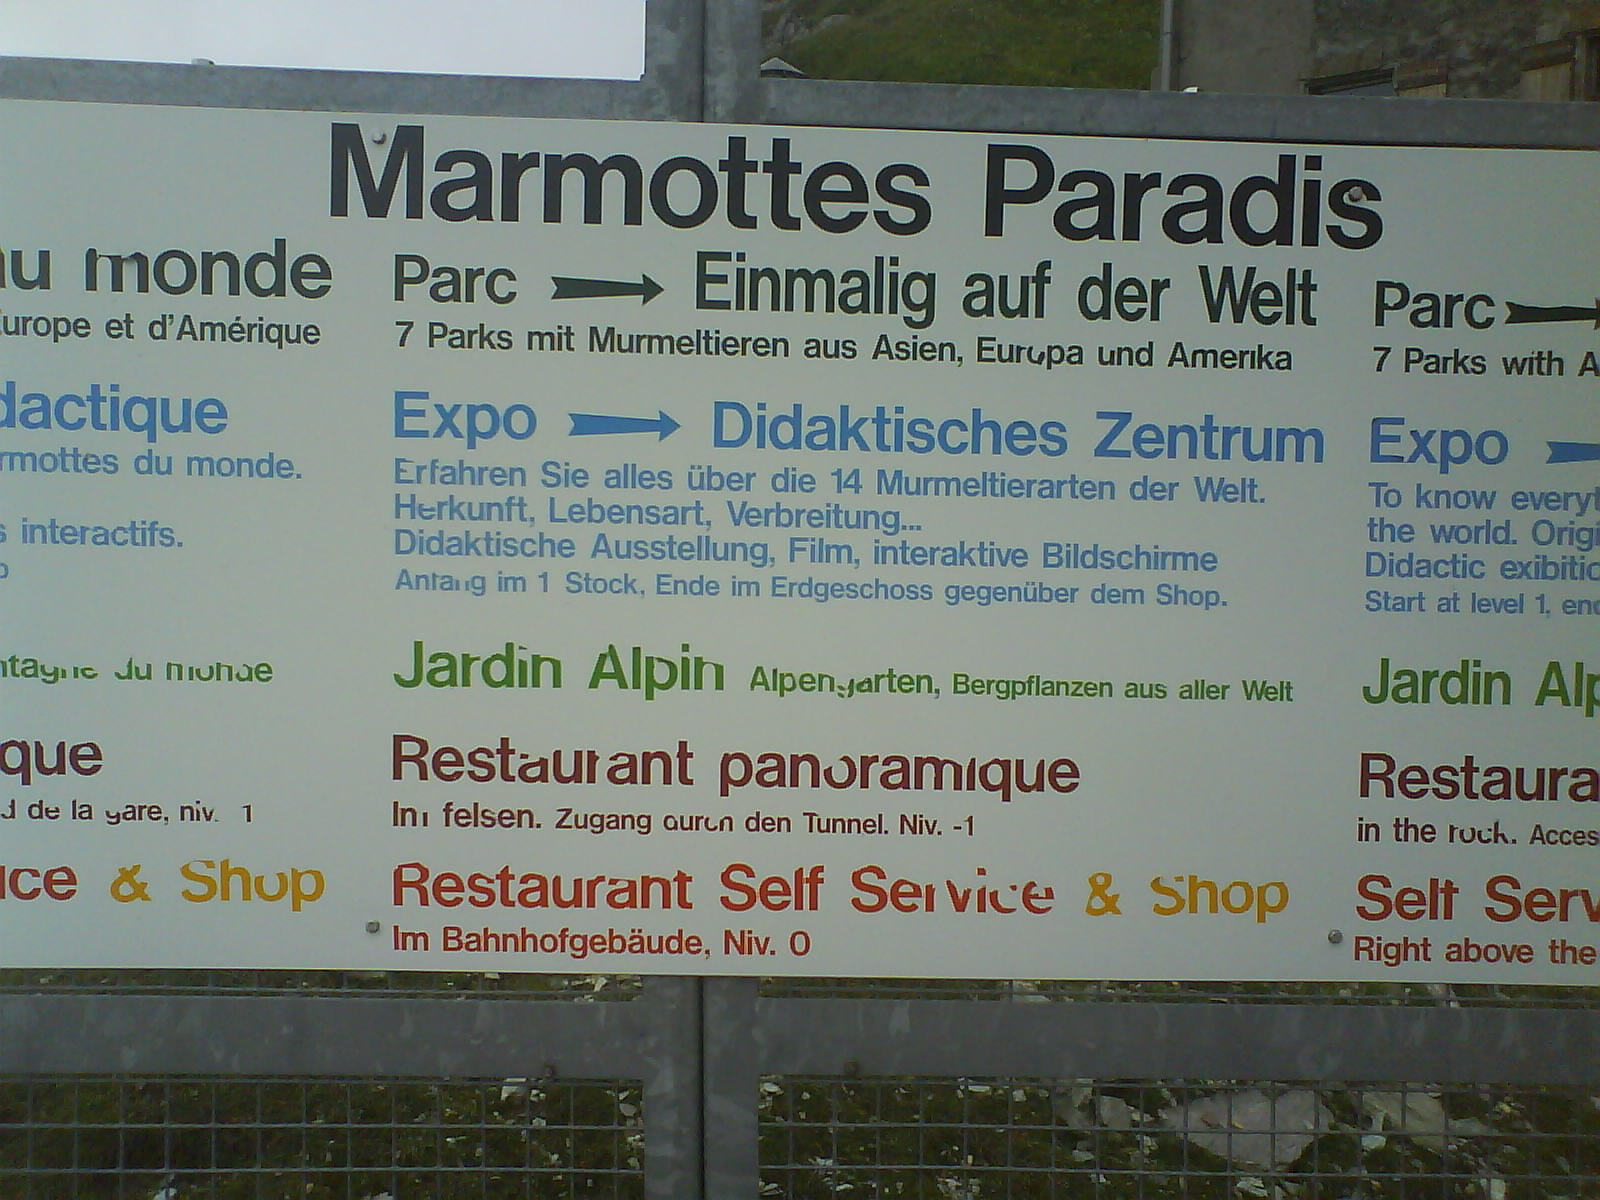 Marmottes Paradis
au monde
Europe et d'Amérique
dactique
rmottes du monde.
s interactifs.
ntagne du monde
que
d de la gare, niv. 1
ice & Shop
Parc Einmalig auf der Welt
7 Parks mit Murmeltieren aus Asien, Europa und Amerika
Expo Didaktisches Zentrum
Erfahren Sie alles über die 14 Murmeltierarten der Welt.
Herkunft, Lebensart, Verbreitung...
Didaktische Ausstellung, Film, interaktive Bildschirme
Anfang im 1 Stock, Ende im Erdgeschoss gegenüber dem Shop.
Jardin Alpin Alpengarten, Bergpflanzen aus aller Welt
Restaurant panoramique
Im felsen. Zugang durch den Tunnel. Niv. -1
Restaurant Self Service & Shop
Im Bahnhofgebäude, Niv. 0
Parc
7 Parks with A
Expo
To know everyt
the world. Origi
Didactic exibitio
Start at level 1, end
Jardin Alp
Restaura
in the rock. Acces
Self Serv
Right above the